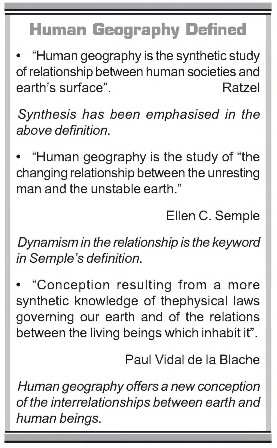 Human Geography Defined
• “Human geography is the synthetic study
of relationship between human societies and
earth's surface”. Ratzel
Synthesis has been emphasised in the
above definition.
• “Human geography is the study of “the
changing relationship between the unresting
man and the unstable earth.”
Ellen C. Semple
Dynamism in the relationship is the keyword
in Semple's definition.
• “Conception resulting from a more
synthetic knowledge of thephysical laws
governing our earth and of the relations
between the living beings which inhabit it”.
Paul Vidal de la Blache
Human geography offers a new conception
of the interrelationships between earth and
human beings.